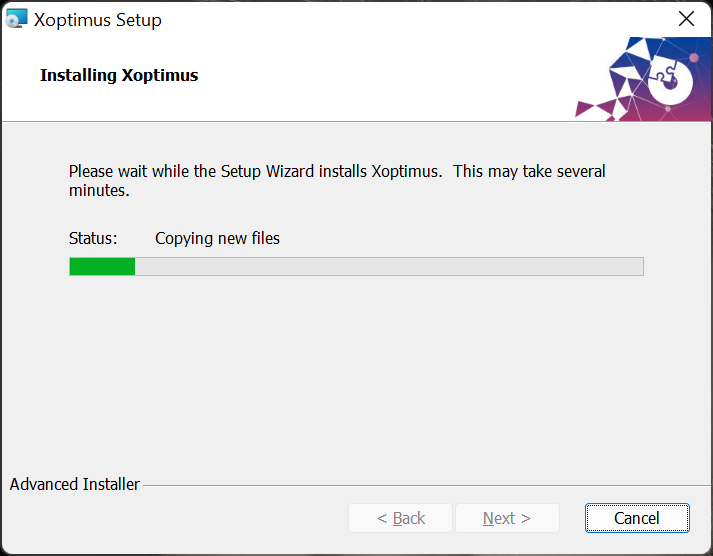 Xoptimus Setup
Installing Xoptimus
Please wait while the Setup Wizard installs Xoptimus.  This may take several
minutes.
Status: Copying new files
Advanced Installer
< Back Next > Cancel